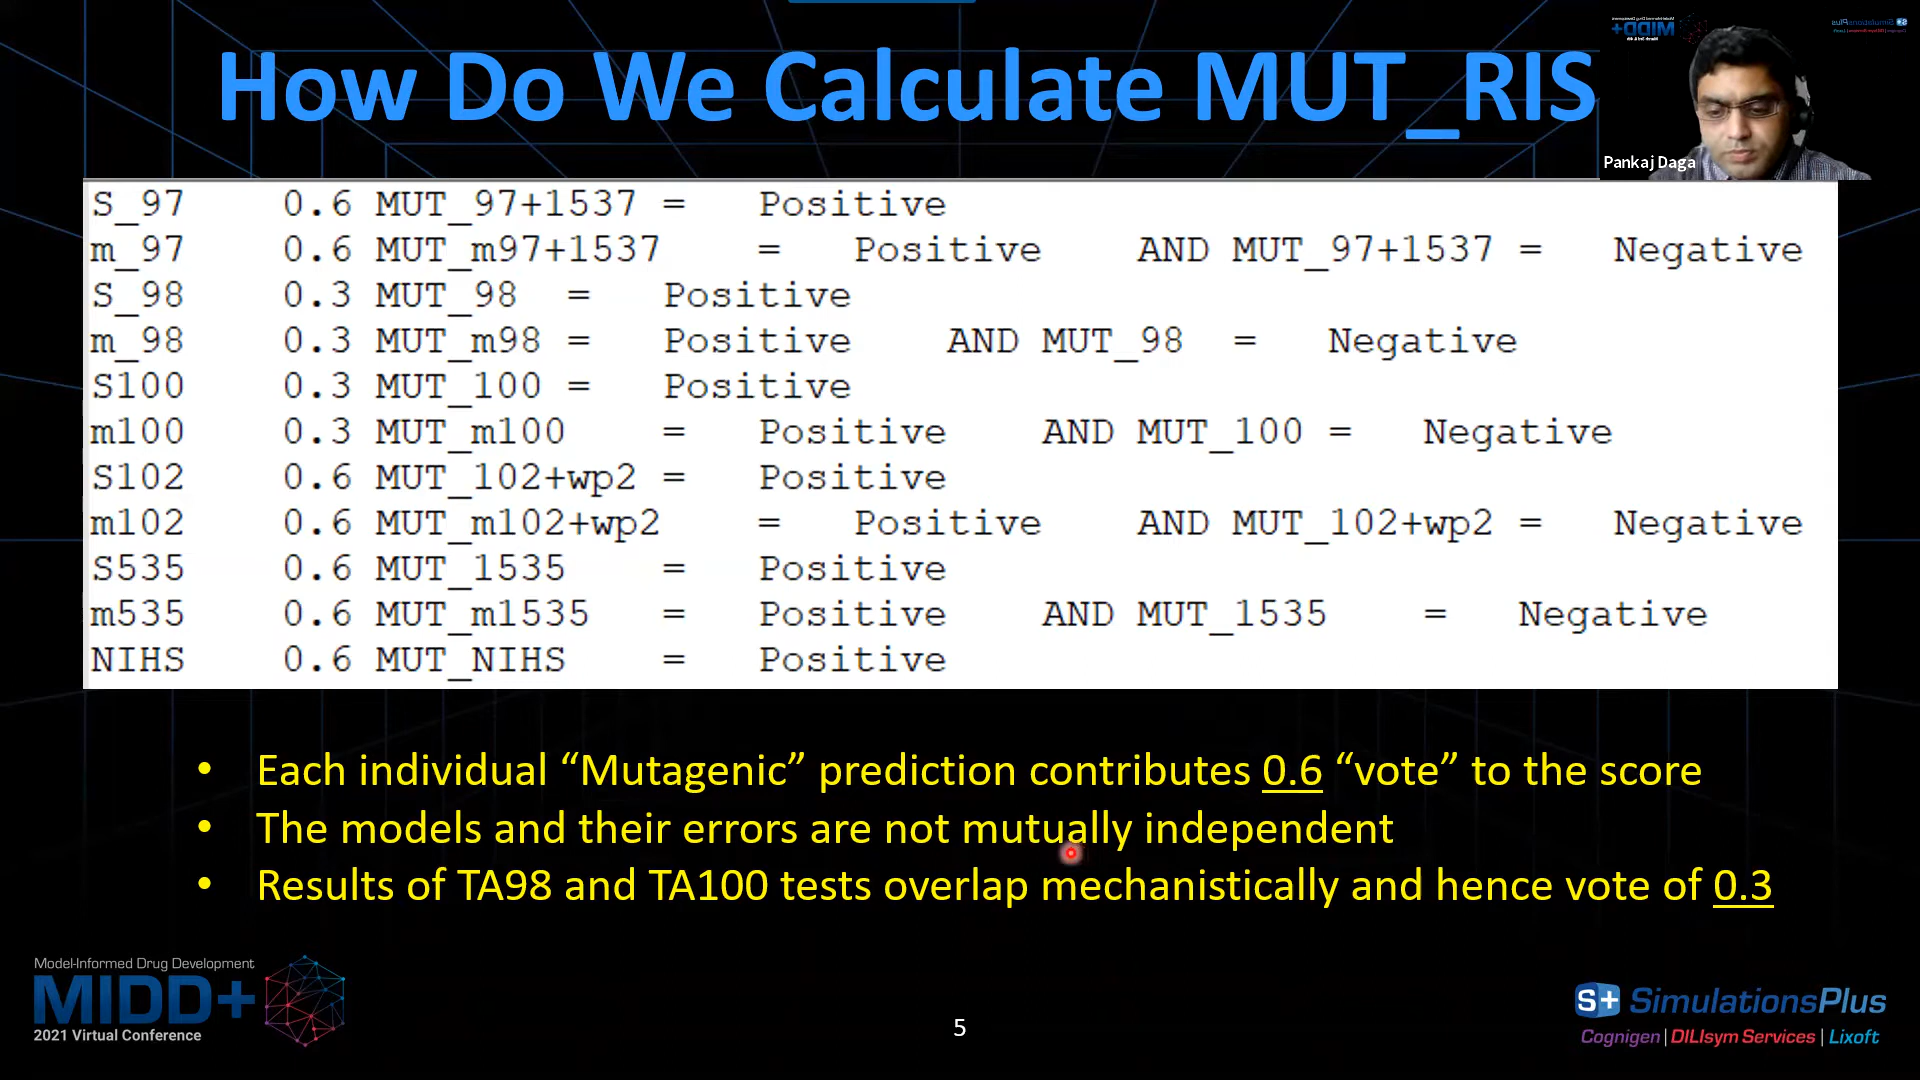 How Do We Calculate MUT_RIS
Pankaj Daga
S_97 0.6 MUT_97+1537 = Positive
m_97 0.6 MUT_m97+1537 = Positive AND MUT_97+1537 = Negative
S_98 0.3 MUT_98 = Positive
m_98 0.3 MUT_m98 = Positive AND MUT_98 = Negative
S100 0.3 MUT_100 = Positive
m100 0.3 MUT_m100 = Positive AND MUT_100 = Negative
S102 0.6 MUT_102+wp2 = Positive
m102 0.6 MUT_m102+wp2 = Positive AND MUT_102+wp2 = Negative
S535 0.6 MUT_1535 = Positive
m535 0.6 MUT_m1535 = Positive AND MUT_1535 = Negative
NIHS 0.6 MUT_NIHS = Positive
• Each individual “Mutagenic” prediction contributes 0.6 “vote” to the score
• The models and their errors are not mutually independent
• Results of TA98 and TA100 tests overlap mechanistically and hence vote of 0.3
Model-Informed Drug Development
MIDD+
2021 Virtual Conference
5
S+ SimulationsPlus
Cognigen | DILIsym Services | Lixoft